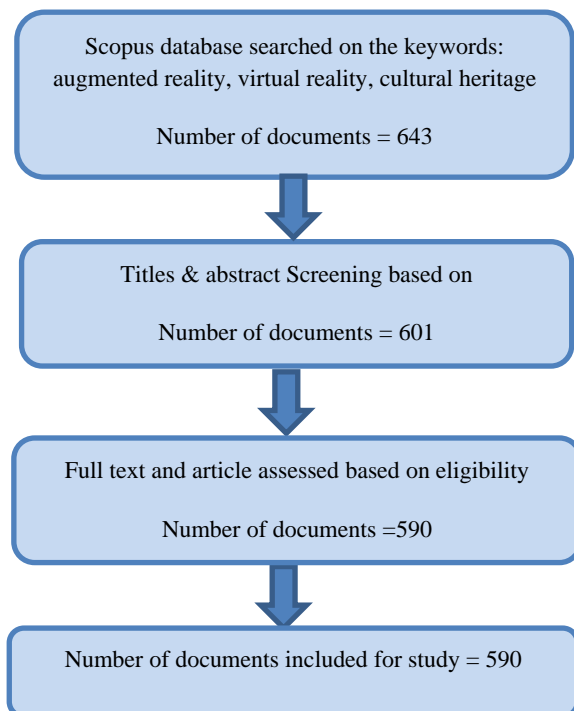 Scopus database searched on the keywords:
augmented reality, virtual reality, cultural heritage
Number of documents = 643
Titles & abstract Screening based on
Number of documents = 601
Full text and article assessed based on eligibility
Number of documents =590
Number of documents included for study = 590